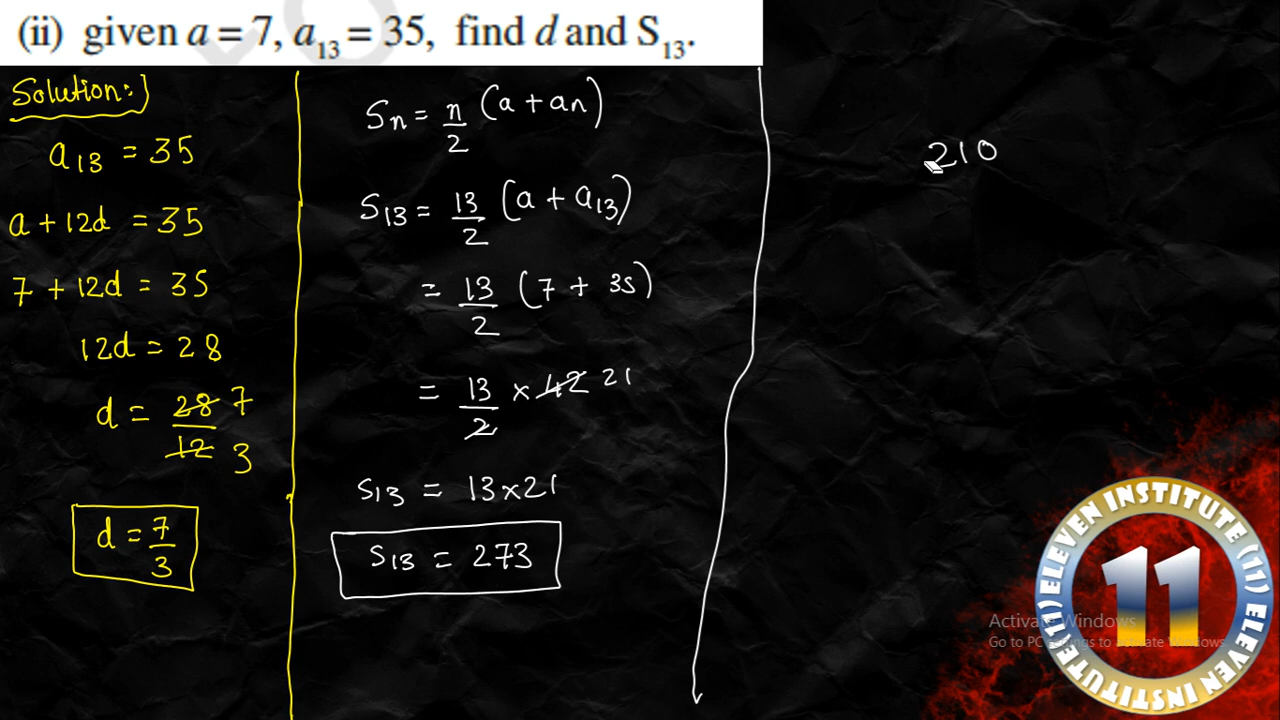 (ii) given a = 7, a₁₃ = 35, find d and S₁₃.
Solution:)
a₁₃ = 35
a + 12d = 35
7 + 12d = 35
12d = 28
d = 28/12 7/3
d = 7/3
Sn = n/2 (a + an)
S₁₃ = 13/2 (a + a₁₃)
= 13/2 (7 + 35)
= 13/2 × 42 21
S₁₃ = 13×21
S₁₃ = 273
210
Activate Windows
Go to PC settings to activate Windows
(11) ELEVEN INSTITUTE (11) ELEVEN INSTITUTE
11